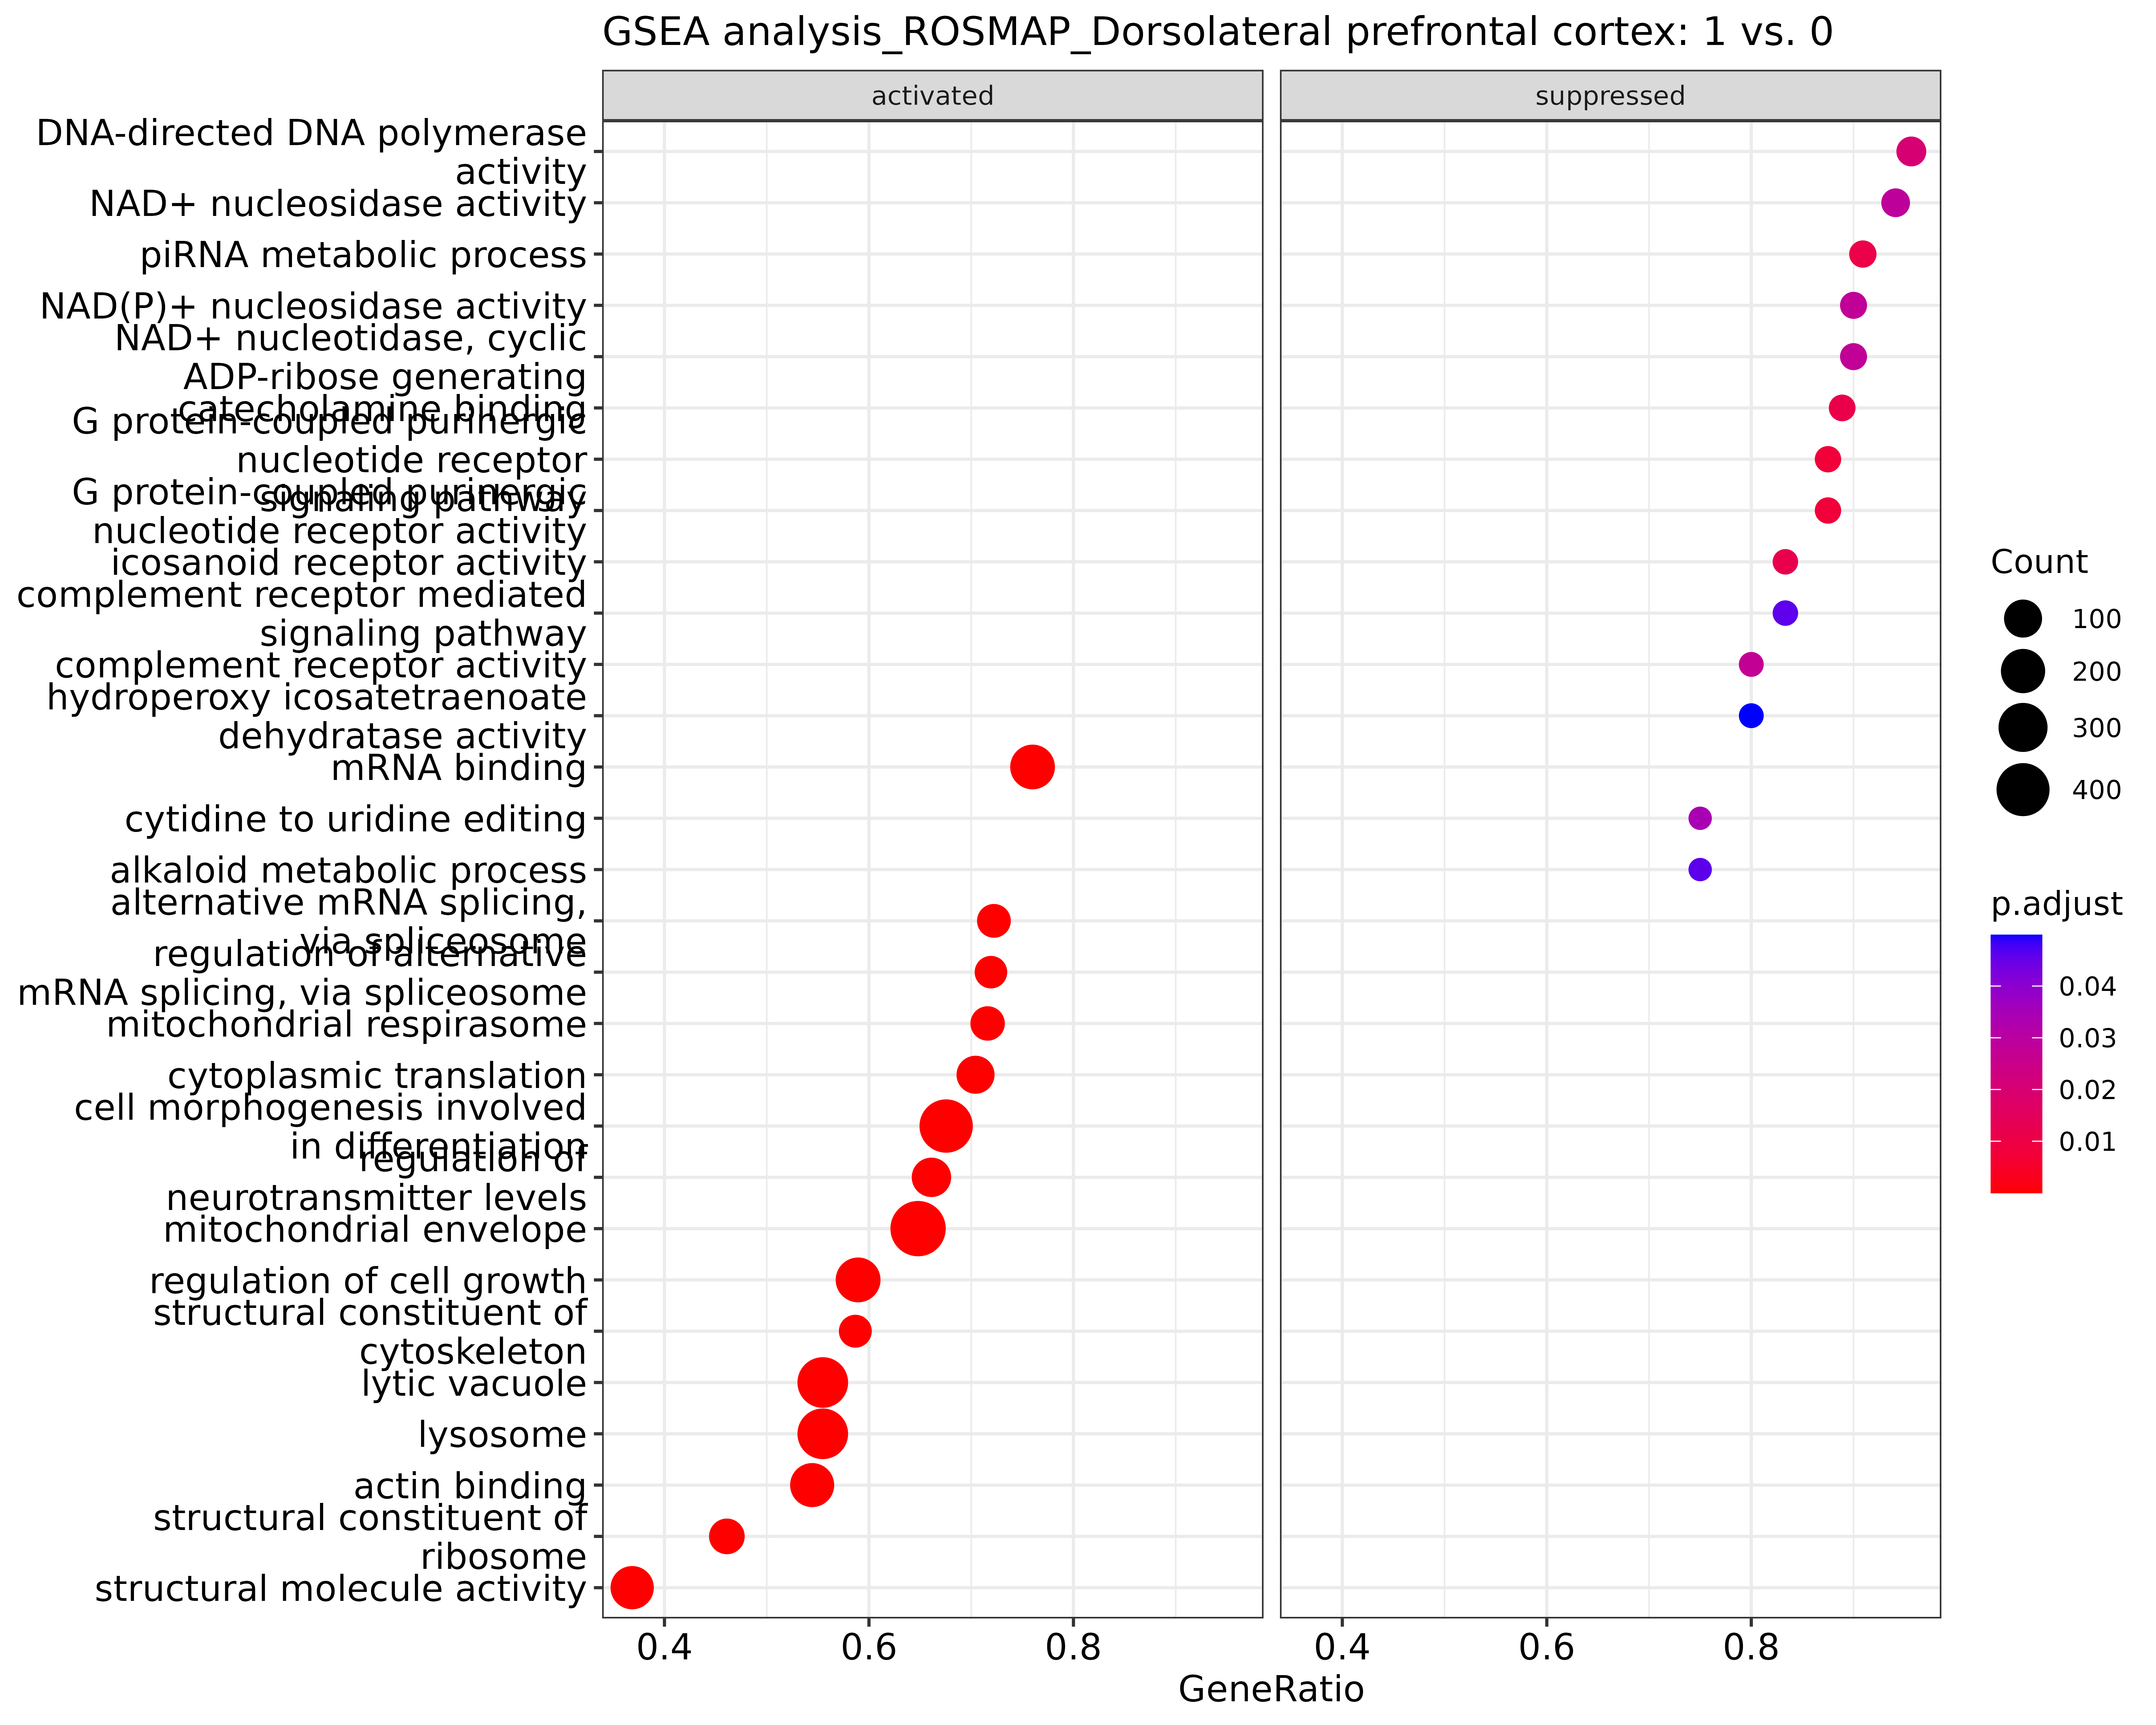 GSEA analysis_ROSMAP_Dorsolateral prefrontal cortex: 1 vs. 0
activated
suppressed
DNA-directed DNA polymerase
activity
NAD+ nucleosidase activity
piRNA metabolic process
NAD(P)+ nucleosidase activity
NAD+ nucleotidase, cyclic
ADP-ribose generating
catecholamine binding
G protein-coupled purinergic
nucleotide receptor
signaling pathway
G protein-coupled purinergic
nucleotide receptor activity
icosanoid receptor activity
complement receptor mediated
signaling pathway
complement receptor activity
hydroperoxy icosatetraenoate
dehydratase activity
mRNA binding
cytidine to uridine editing
alkaloid metabolic process
alternative mRNA splicing,
via spliceosome
regulation of alternative
mRNA splicing, via spliceosome
mitochondrial respirasome
cytoplasmic translation
cell morphogenesis involved
in differentiation
regulation of
neurotransmitter levels
mitochondrial envelope
regulation of cell growth
structural constituent of
cytoskeleton
lytic vacuole
lysosome
actin binding
structural constituent of
ribosome
structural molecule activity
0.4 0.6 0.8
0.4 0.6 0.8
GeneRatio
Count
100
200
300
400
p.adjust
0.04
0.03
0.02
0.01